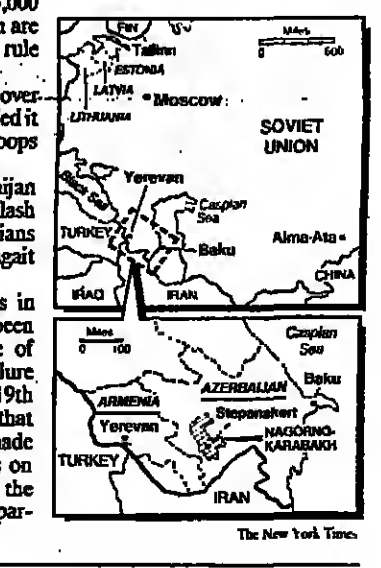 ,000
are
rule
over-
ed it
oops
aijan
lash
ians
gait
s in
been
e of
lure
19th
that
nade
s on
the
par-
FIN
Miles
0 600
Tallinn
ESTONIA
LATVIA
LITHUANIA
Moscow
SOVIET
UNION
Yerevan
Black Sea
Caspian
Sea
TURKEY
Baku
Alma-Ata
CHINA
IRAQ
IRAN
Miles
0 100
Caspian
Sea
AZERBAIJAN
Baku
ARMENIA
Stepanakert
Yerevan
NAGORNO-
KARABAKH
TURKEY
IRAN
The New York Times